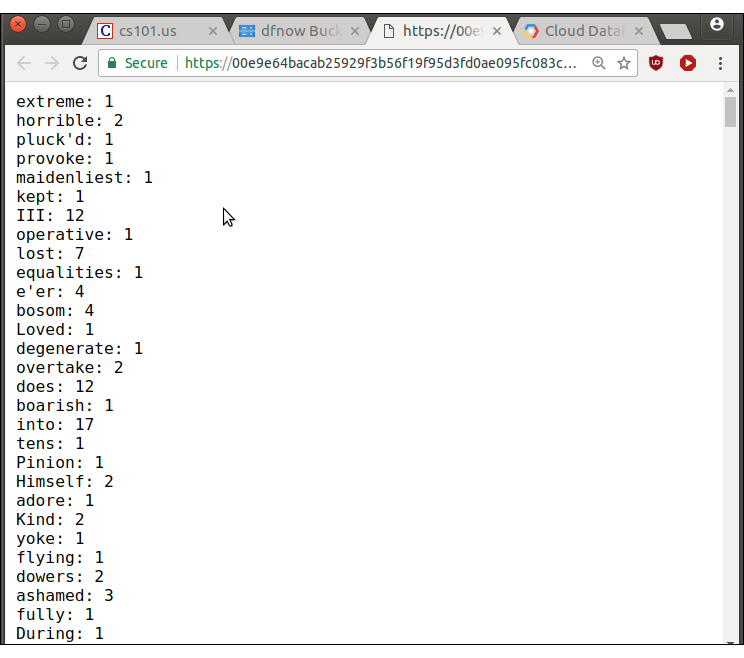 cs101.us
dfnow Buck
https://00e9
Cloud Dataf
Secure https://00e9e64bacab25929f3b56f19f95d3fd0ae095fc083c...
extreme: 1
horrible: 2
pluck'd: 1
provoke: 1
maidenliest: 1
kept: 1
III: 12
operative: 1
lost: 7
equalities: 1
e'er: 4
bosom: 4
Loved: 1
degenerate: 1
overtake: 2
does: 12
boarish: 1
into: 17
tens: 1
Pinion: 1
Himself: 2
adore: 1
Kind: 2
yoke: 1
flying: 1
dowers: 2
ashamed: 3
fully: 1
During: 1